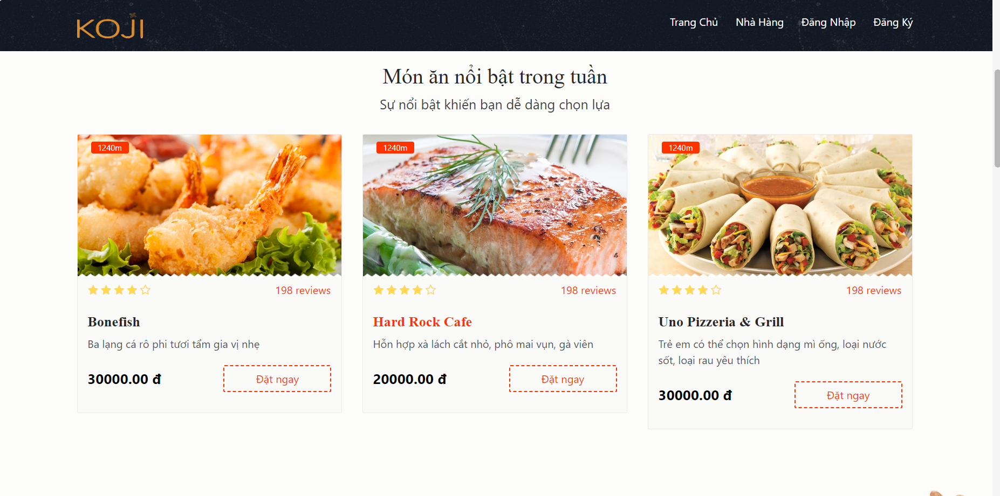 KOJI
Trang Chủ Nhà Hàng Đăng Nhập Đăng Ký
Món ăn nổi bật trong tuần
Sự nổi bật khiến bạn dễ dàng chọn lựa
1240m
198 reviews
Bonefish
Ba lạng cá rô phi tươi tẩm gia vị nhẹ
30000.00 đ
Đặt ngay
1240m
198 reviews
Hard Rock Cafe
Hỗn hợp xà lách cắt nhỏ, phô mai vụn, gà viên
20000.00 đ
Đặt ngay
1240m
198 reviews
Uno Pizzeria & Grill
Trẻ em có thể chọn hình dạng mì ống, loại nước
sốt, loại rau yêu thích
30000.00 đ
Đặt ngay